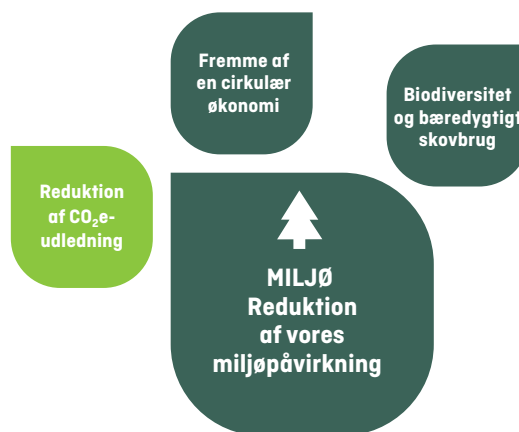 Fremme af
en cirkulær
økonomi
Biodiversitet
og bæredygtigt
skovbrug
Reduktion
af CO₂e-
udledning
MILJØ
Reduktion
af vores
miljøpåvirkning